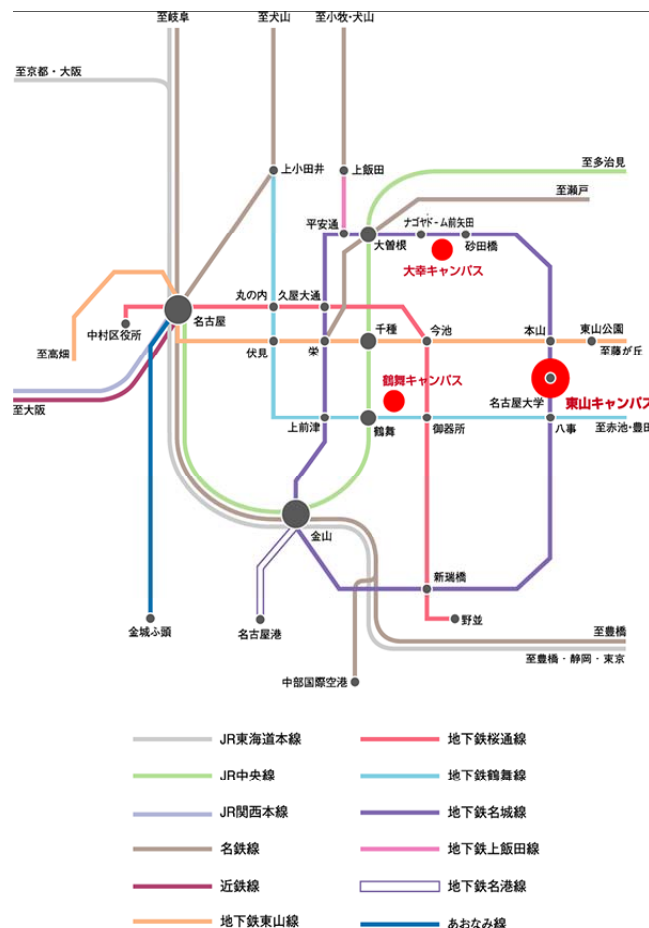 至岐阜
至犬山
至小牧・犬山
至京都・大阪
上小田井
上飯田
至多治見
至瀬戸
平安通
ナゴヤドーム前矢田
大曽根
砂田橋
大幸キャンパス
丸の内
久屋大通
名古屋
千種
今池
本山
東山公園
中村区役所
至高畑
伏見
栄
至藤が丘
鶴舞キャンパス
名古屋大学
東山キャンパス
至大阪
上前津
鶴舞
御器所
八事
至赤池・豊田
金山
新瑞橋
金城ふ頭
名古屋港
野並
至豊橋
至豊橋・静岡・東京
中部国際空港
JR東海道本線
地下鉄桜通線
JR中央線
地下鉄鶴舞線
JR関西本線
地下鉄名城線
名鉄線
地下鉄上飯田線
近鉄線
地下鉄名港線
地下鉄東山線
あおなみ線